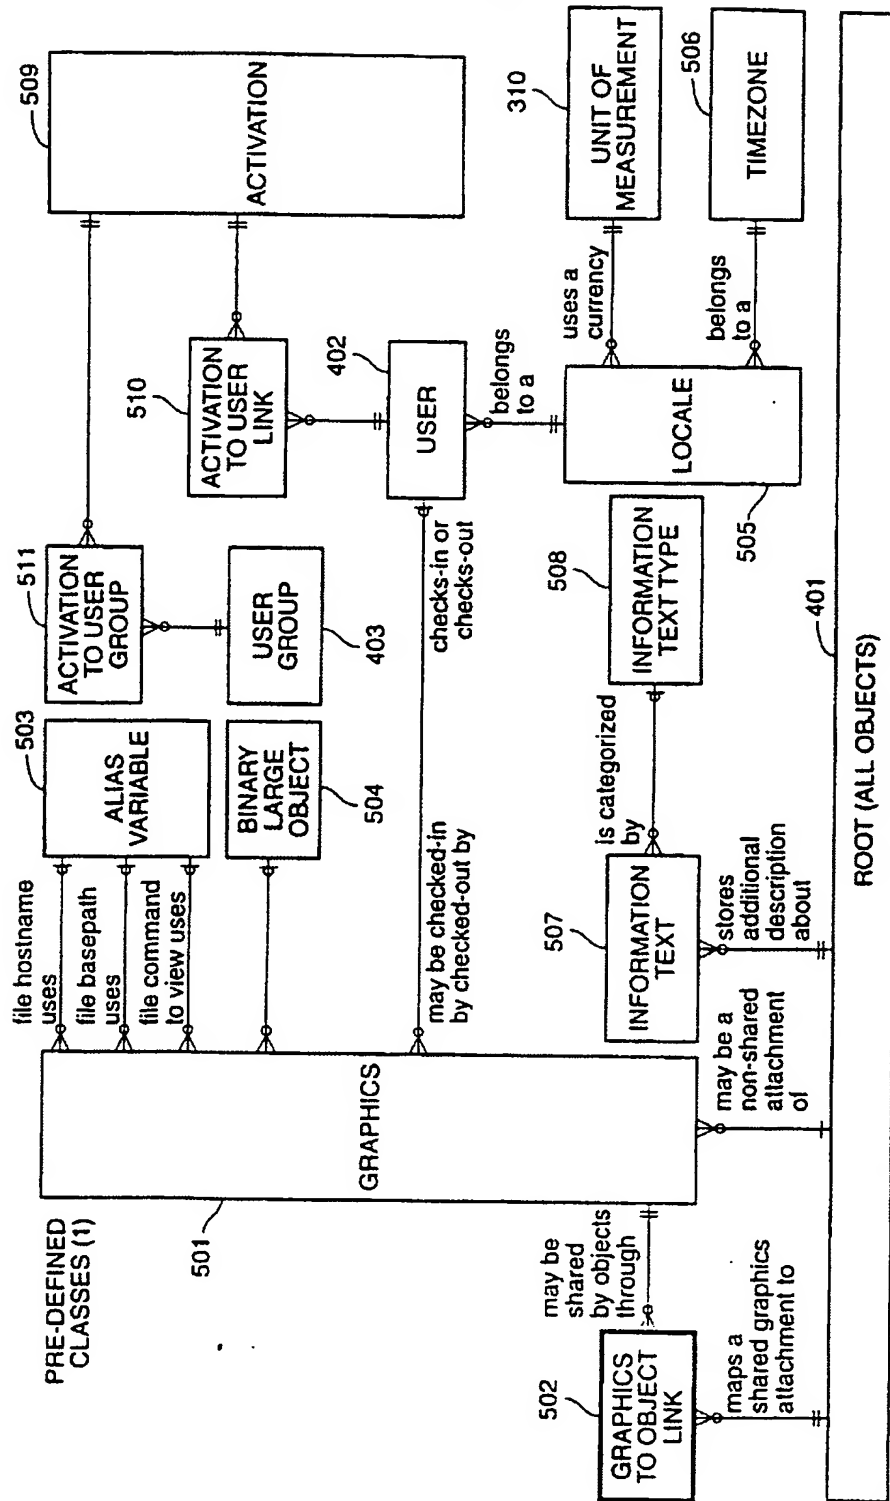 PRE-DEFINED
CLASSES (1)
501
GRAPHICS
file hostname
uses
file basepath
uses
file command
to view uses
503
ALIAS
VARIABLE
BINARY
LARGE
OBJECT
504
511
ACTIVATION
TO USER
GROUP
USER
GROUP
403
509
ACTIVATION
510
ACTIVATION
TO USER
LINK
402
USER
may be checked-in
by checked-out by
checks-in or
checks-out
belongs
to a
LOCALE
505
uses a
currency
belongs
to a
310
UNIT OF
MEASUREMENT
506
TIMEZONE
508
INFORMATION
TEXT TYPE
is categorized
by
507
INFORMATION
TEXT
stores
additional
description
about
may be a
non-shared
attachment
of
may be
shared
by objects
through
502
GRAPHICS
TO OBJECT
LINK
maps a
shared graphics
attachment to
401
ROOT (ALL OBJECTS)